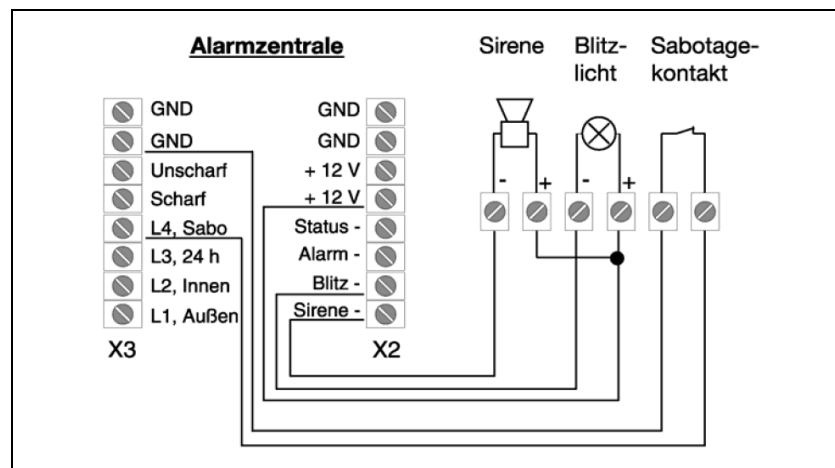 Alarmzentrale
Sirene
Blitz-
licht
Sabotage-
kontakt
GND
GND
Unscharf
Scharf
L4, Sabo
L3, 24 h
L2, Innen
L1, Außen
X3
GND
GND
+ 12 V
+ 12 V
Status -
Alarm -
Blitz -
Sirene -
X2
- + - +